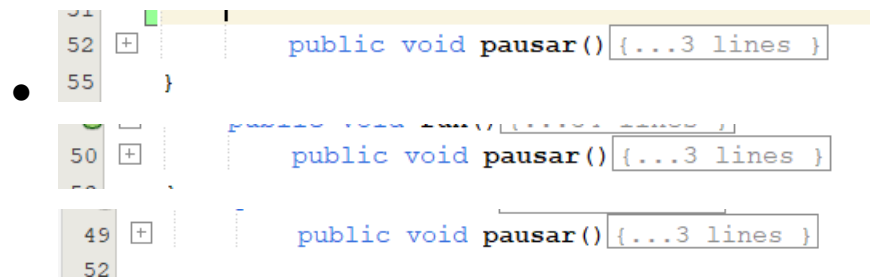 52 public void pausar() {...3 lines }
55 }
50 public void pausar() {...3 lines }
49 public void pausar() {...3 lines }
52